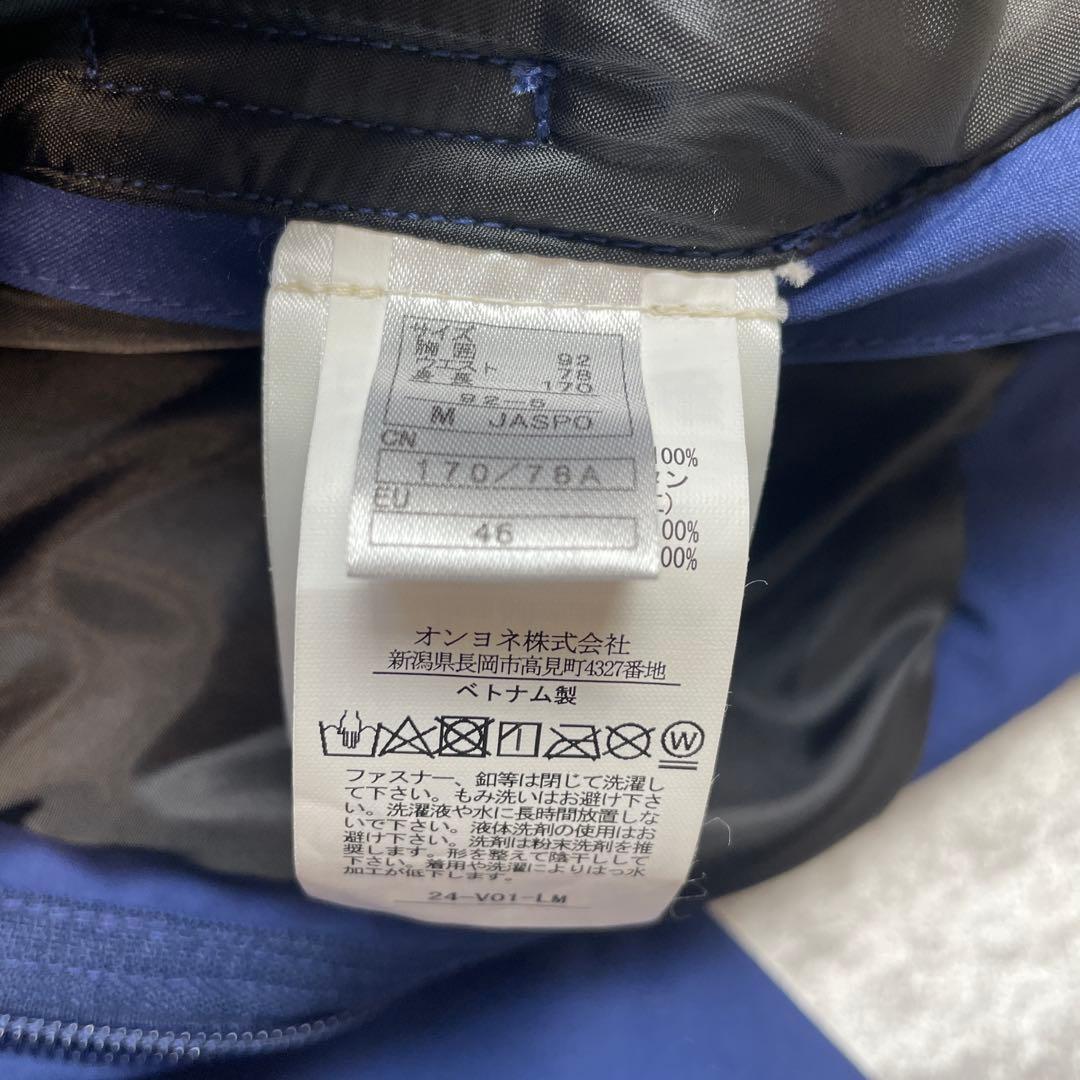 サイズ
胸囲 92
ウエスト 78
身長 170
92-5
M JASPO
CN
170/78A
EU
46
100%
タン
工)
100%
00%
オンヨネ株式会社
新潟県長岡市高見町4327番地
ベトナム製
W
ファスナー、釦等は閉じて洗濯し
て下さい。もみ洗いはお避け下さ
い。洗濯液や水に長時間放置しな
いで下さい。液体洗剤の使用はお
避け下さい。洗剤は粉末洗剤を推
奨します。形を整えて陰干しして
下さい。着用や洗濯によりはっ水
加工が低下します。
24-V01-LM